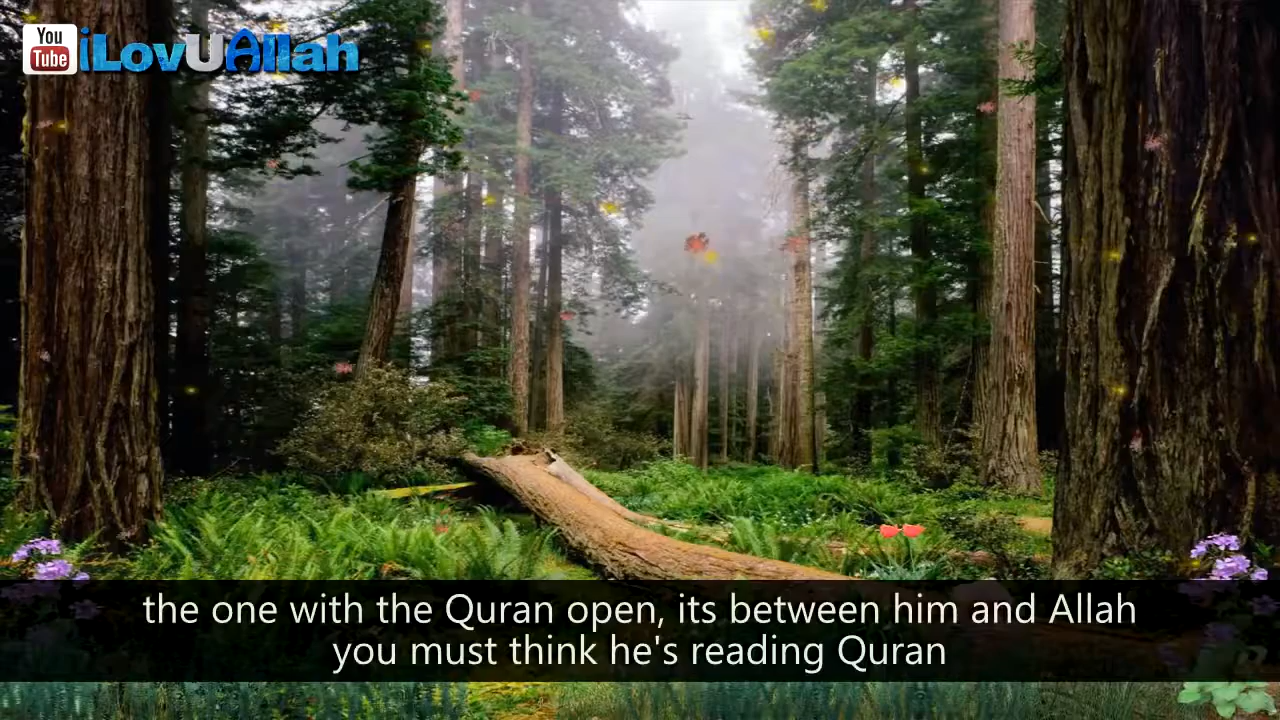 You
Tube
iLovUAllah
the one with the Quran open, its between him and Allah
you must think he's reading Quran